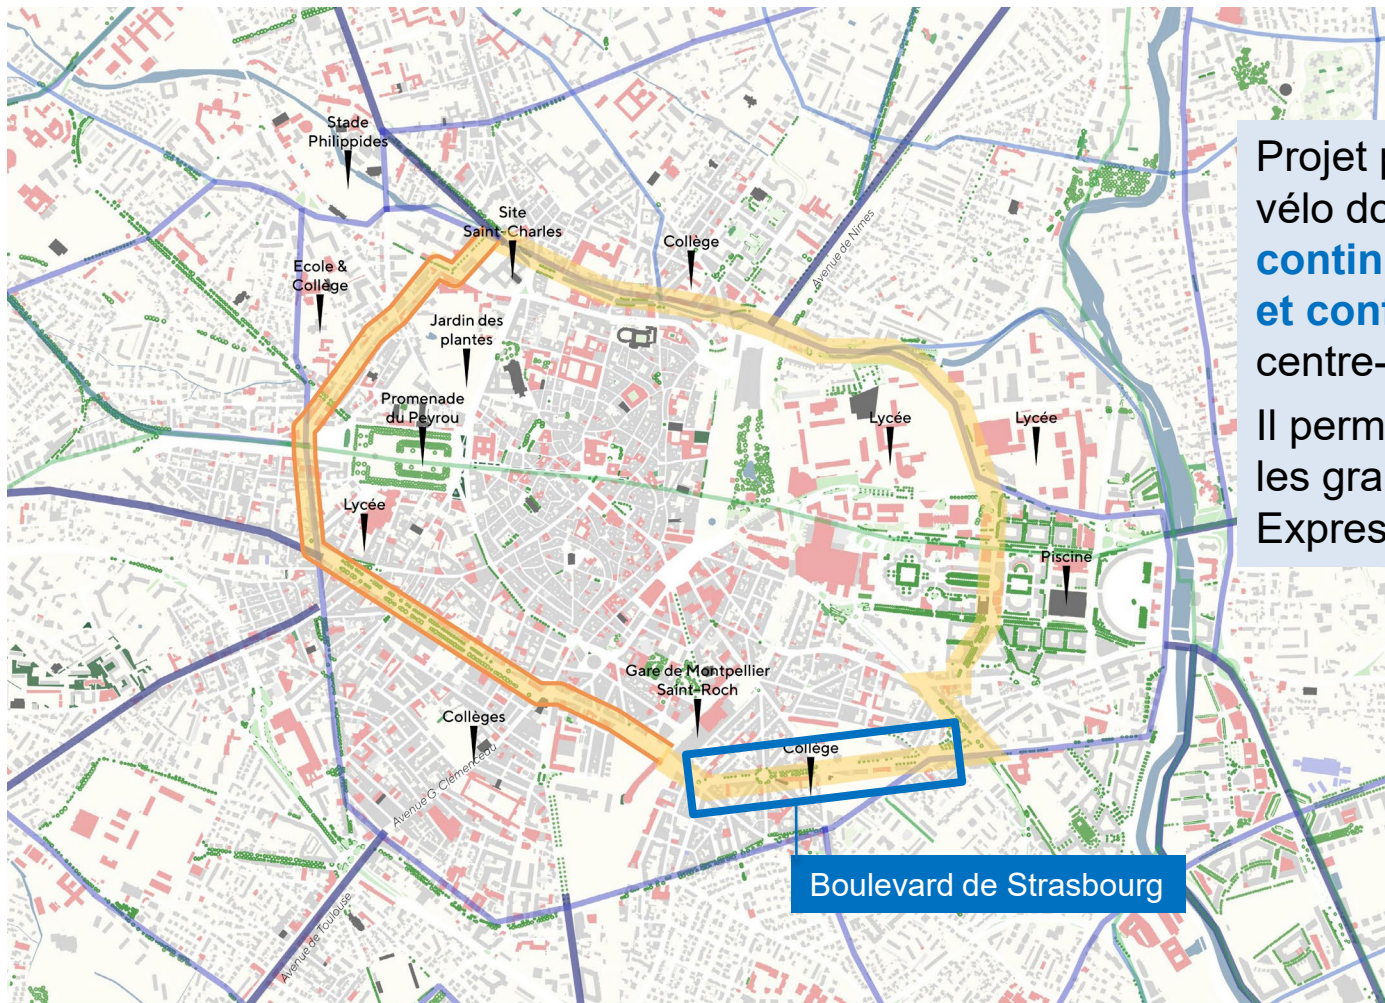 Stade
Philippides
Site
Saint-Charles
Collège
Avenue de Nîmes
Ecole &
Collège
Jardin des
plantes
Promenade
du Peyrou
Lycée
Lycée
Lycée
Piscine
Gare de Montpellier
Saint-Roch
Collèges
Avenue G. Clémenceau
Collège
Avenue de Toulouse
Boulevard de Strasbourg
Projet p
vélo do
contin
et conf
centre-
Il perm
les gra
Expres